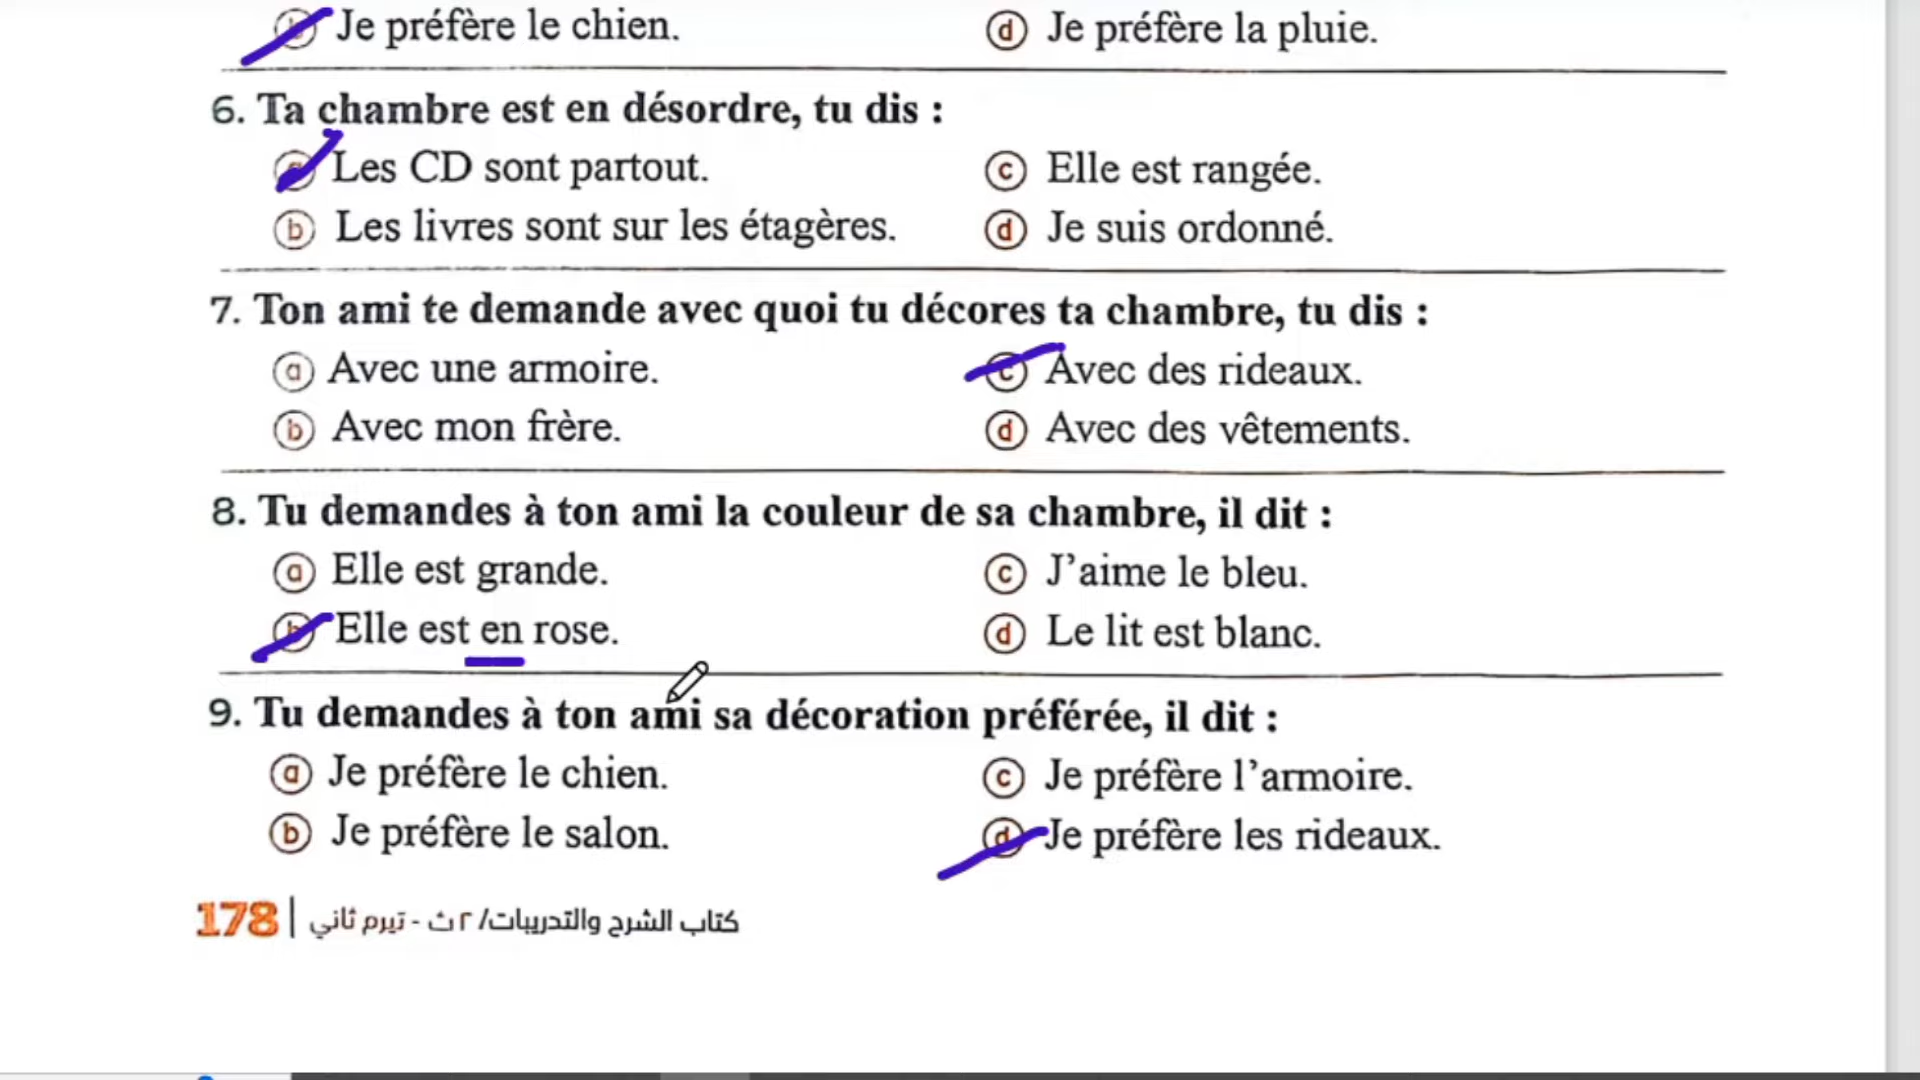 Je préfère le chien.
d Je préfère la pluie.
6. Ta chambre est en désordre, tu dis :
Les CD sont partout.
c Elle est rangée.
b Les livres sont sur les étagères.
d Je suis ordonné.
7. Ton ami te demande avec quoi tu décores ta chambre, tu dis :
a Avec une armoire.
c Avec des rideaux.
b Avec mon frère.
d Avec des vêtements.
8. Tu demandes à ton ami la couleur de sa chambre, il dit :
a Elle est grande.
c J'aime le bleu.
b Elle est en rose.
d Le lit est blanc.
9. Tu demandes à ton ami sa décoration préférée, il dit :
a Je préfère le chien.
c Je préfère l'armoire.
b Je préfère le salon.
d Je préfère les rideaux.
178 | كتاب الشرح والتدريبات/ ٢ ث - تيرم ثاني